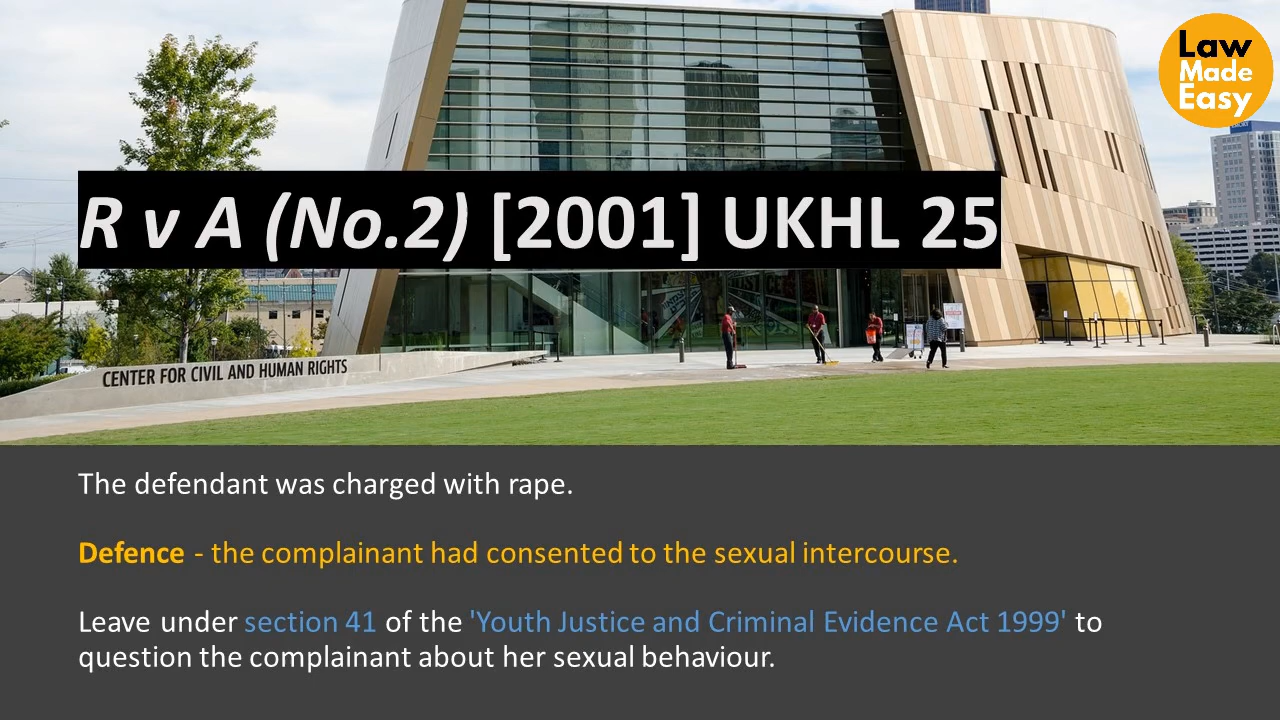 Law
Made
Easy
R v A (No.2) [2001] UKHL 25
CENTER FOR CIVIL AND HUMAN RIGHTS
The defendant was charged with rape.
Defence - the complainant had consented to the sexual intercourse.
Leave under section 41 of the 'Youth Justice and Criminal Evidence Act 1999' to
question the complainant about her sexual behaviour.